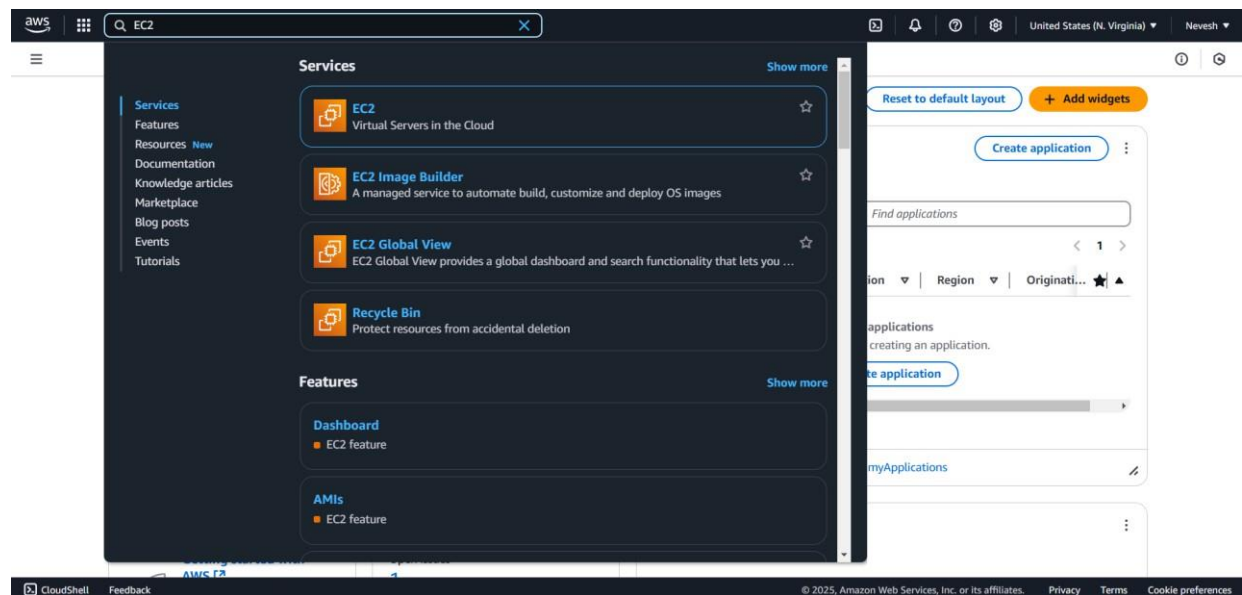 aws
EC2
United States (N. Virginia)
Nevesh
Services
Features
Resources New
Documentation
Knowledge articles
Marketplace
Blog posts
Events
Tutorials
Services
Show more
EC2
Virtual Servers in the Cloud
EC2 Image Builder
A managed service to automate build, customize and deploy OS images
EC2 Global View
EC2 Global View provides a global dashboard and search functionality that lets you ...
Recycle Bin
Protect resources from accidental deletion
Features
Show more
Dashboard
EC2 feature
AMIs
EC2 feature
Reset to default layout
+ Add widgets
Create application
Find applications
1
ion
Region
Originati...
applications
creating an application.
te application
myApplications
AWS
1
CloudShell
Feedback
© 2025, Amazon Web Services, Inc. or its affiliates.
Privacy
Terms
Cookie preferences